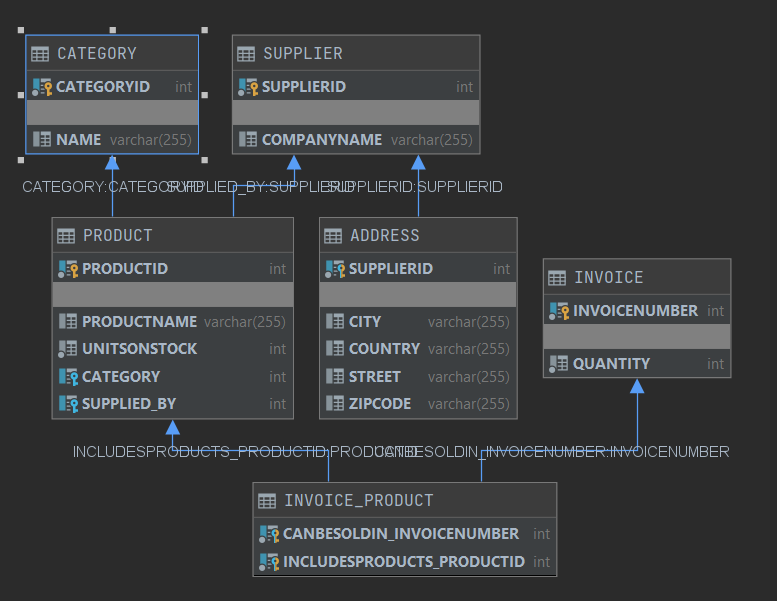 CATEGORY
CATEGORYID int
NAME varchar(255)
SUPPLIER
SUPPLIERID int
COMPANYNAME varchar(255)
CATEGORY:CATEGORYID
SUPPLIED_BY:SUPPLIERID
SUPPLIERID:SUPPLIERID
PRODUCT
PRODUCTID int
PRODUCTNAME varchar(255)
UNITSONSTOCK int
CATEGORY int
SUPPLIED_BY int
ADDRESS
SUPPLIERID int
CITY varchar(255)
COUNTRY varchar(255)
STREET varchar(255)
ZIPCODE varchar(255)
INVOICE
INVOICENUMBER int
QUANTITY int
INCLUDESPRODUCTS_PRODUCTID:PRODUCTID
CANBESOLDIN_INVOICENUMBER:INVOICENUMBER
INVOICE_PRODUCT
CANBESOLDIN_INVOICENUMBER int
INCLUDESPRODUCTS_PRODUCTID int